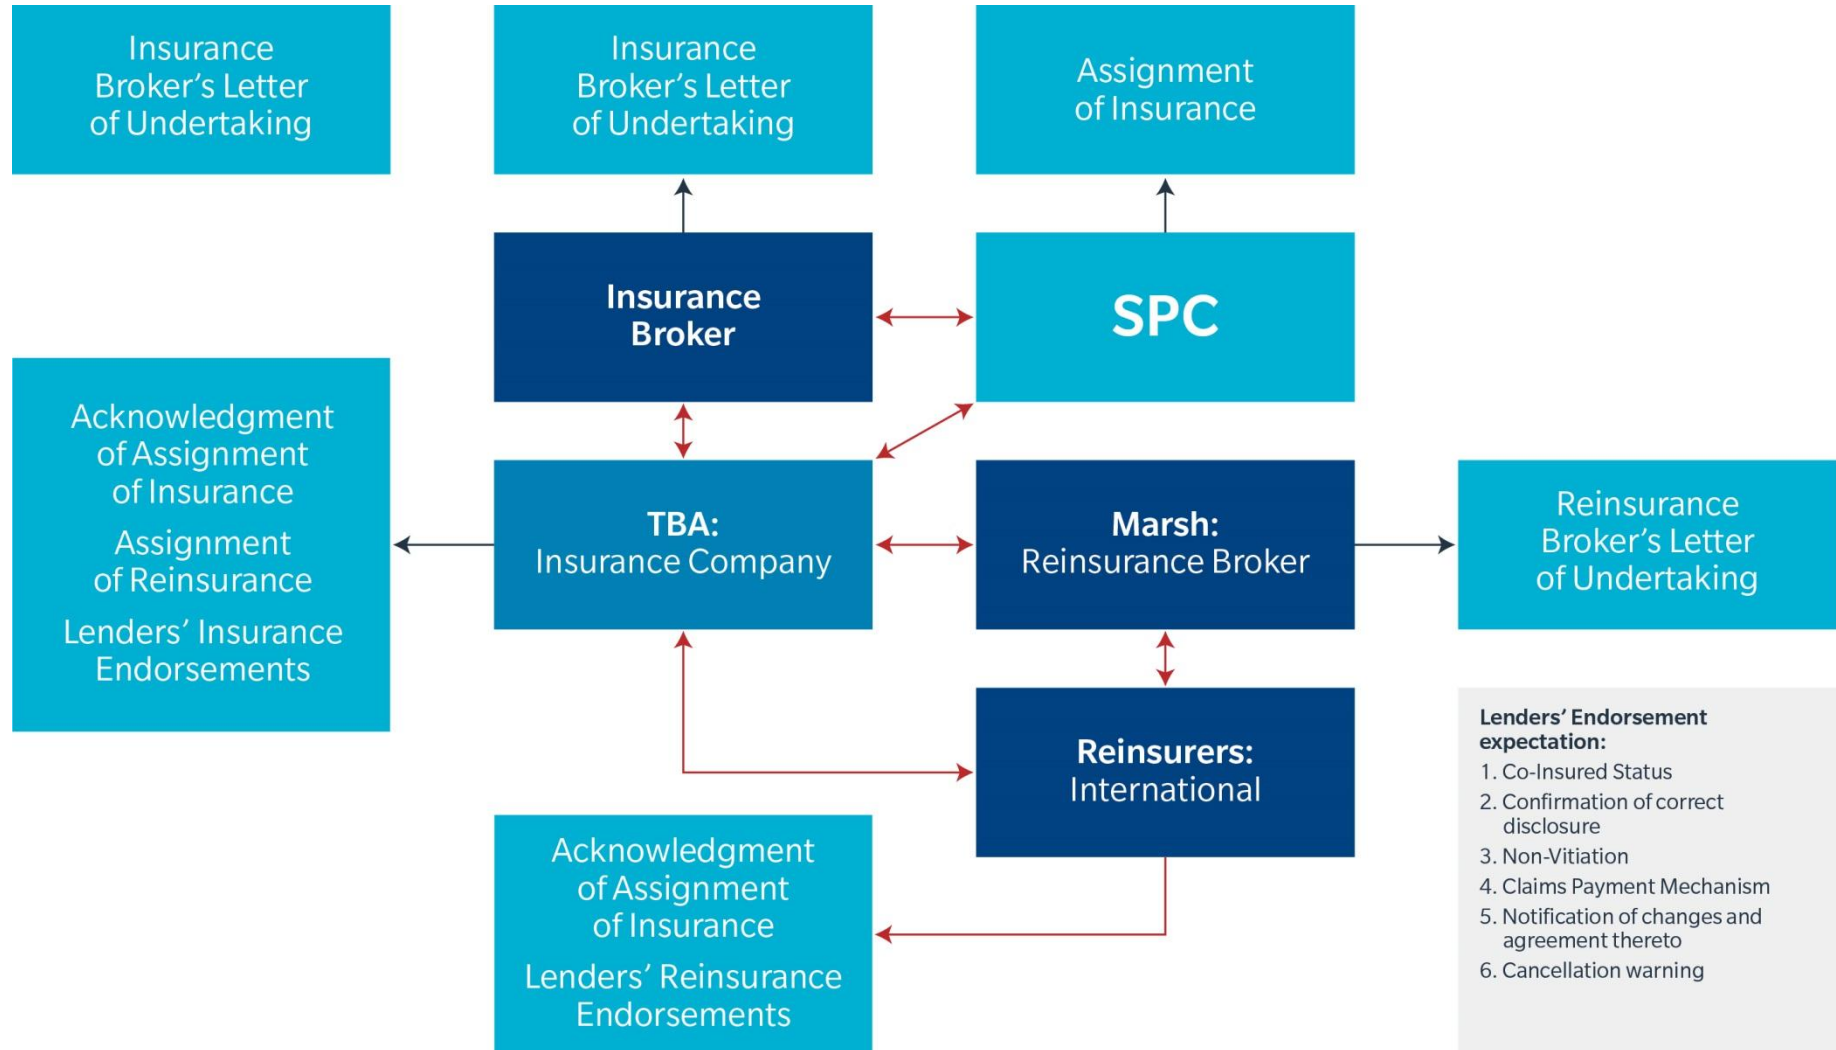 Insurance
Broker’s Letter
of Undertaking
Insurance
Broker’s Letter
of Undertaking
Assignment
of Insurance
Insurance
Broker
SPC
Acknowledgment
of Assignment
of Insurance
Assignment
of Reinsurance
Lenders’ Insurance
Endorsements
TBA:
Insurance Company
Marsh:
Reinsurance Broker
Reinsurance
Broker’s Letter
of Undertaking
Reinsurers:
International
Acknowledgment
of Assignment
of Insurance
Lenders’ Reinsurance
Endorsements
Lenders’ Endorsement
expectation:
1. Co-Insured Status
2. Confirmation of correct
disclosure
3. Non-Vitiation
4. Claims Payment Mechanism
5. Notification of changes and
agreement thereto
6. Cancellation warning